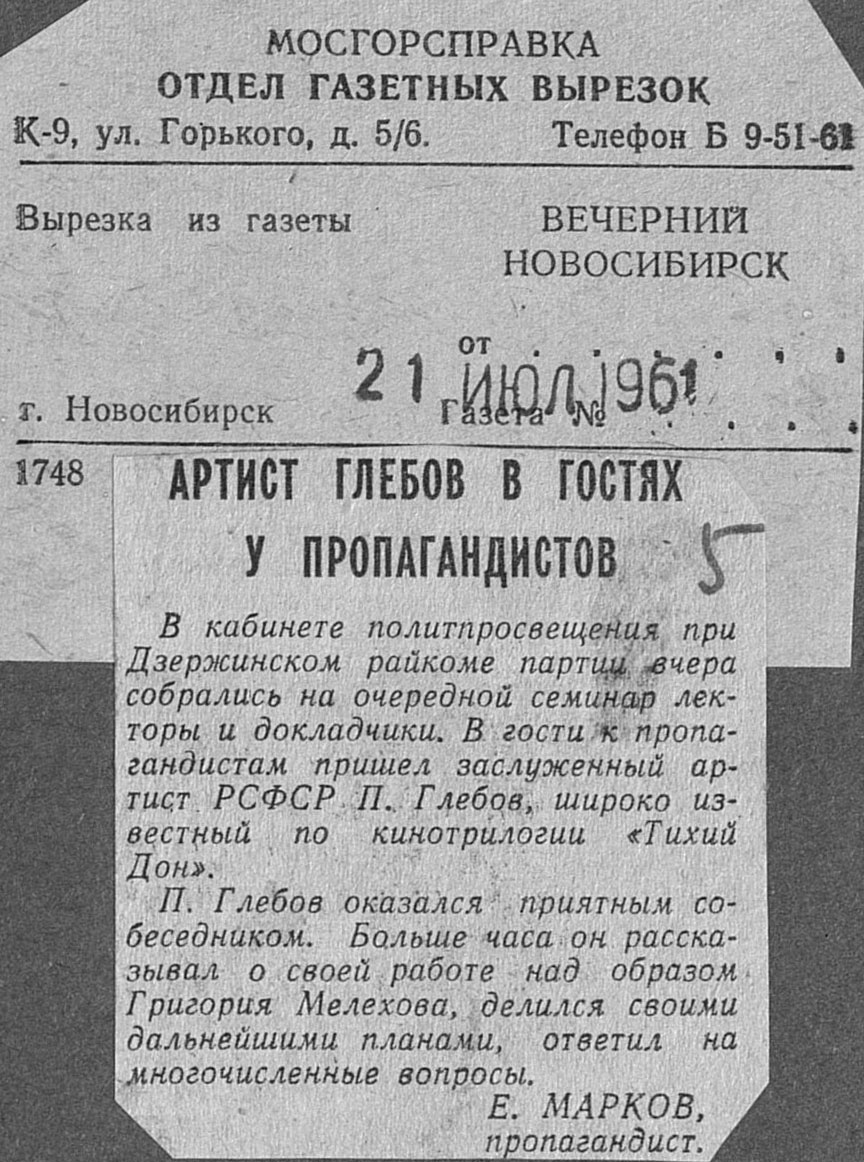 МОСГОРСПРАВКА
ОТДЕЛ ГАЗЕТНЫХ ВЫРЕЗОК
К-9, ул. Горького, д. 5/6. Телефон Б 9-51-61
Вырезка из газеты ВЕЧЕРНИЙ
НОВОСИБИРСК
от . . . . . . .
21 ИЮЛ 1961
г. Новосибирск Газета № . . . .
1748
АРТИСТ ГЛЕБОВ В ГОСТЯХ
У ПРОПАГАНДИСТОВ
5
В кабинете политпросвещения при
Дзержинском райкоме партии вчера
собрались на очередной семинар лек-
торы и докладчики. В гости к пропа-
гандистам пришел заслуженный ар-
тист РСФСР П. Глебов, широко из-
вестный по кинотрилогии «Тихий
Дон».
П. Глебов оказался приятным со-
беседником. Больше часа он расска-
зывал о своей работе над образом
Григория Мелехова, делился своими
дальнейшими планами, ответил на
многочисленные вопросы.
Е. МАРКОВ,
пропагандист.